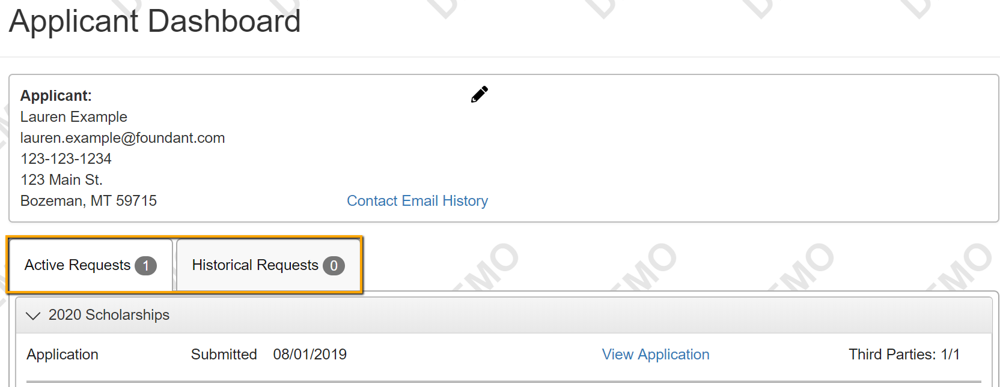 Applicant Dashboard
Applicant:
Lauren Example
lauren.example@foundant.com
123-123-1234
123 Main St.
Bozeman, MT 59715
Contact Email History
Active Requests 1
Historical Requests 0
DEMO
2020 Scholarships
Application Submitted 08/01/2019 View Application Third Parties: 1/1